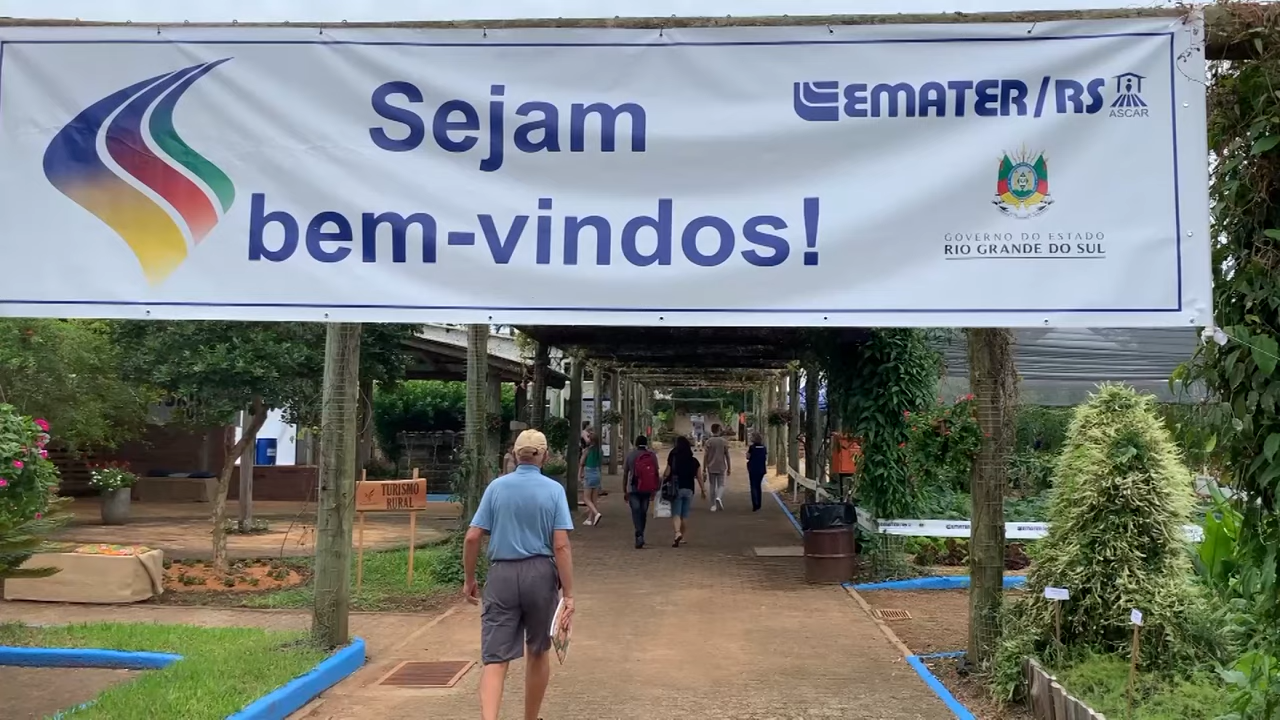 Sejam
bem-vindos!
EMATER/RS
ASCAR
GOVERNO DO ESTADO
RIO GRANDE DO SUL
TURISMO
RURAL